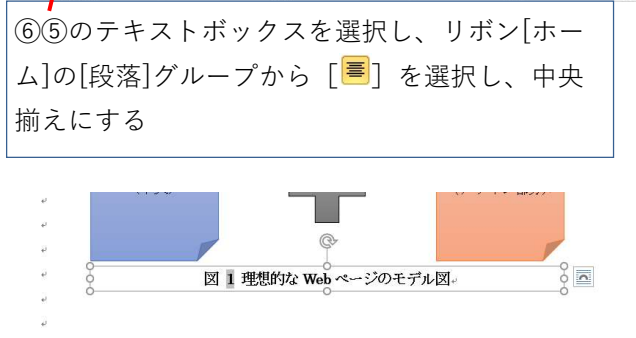 ⑥⑤のテキストボックスを選択し、リボン[ホー
ム]の[段落]グループから［ ］を選択し、中央
揃えにする
図 1 理想的な Web ページのモデル図